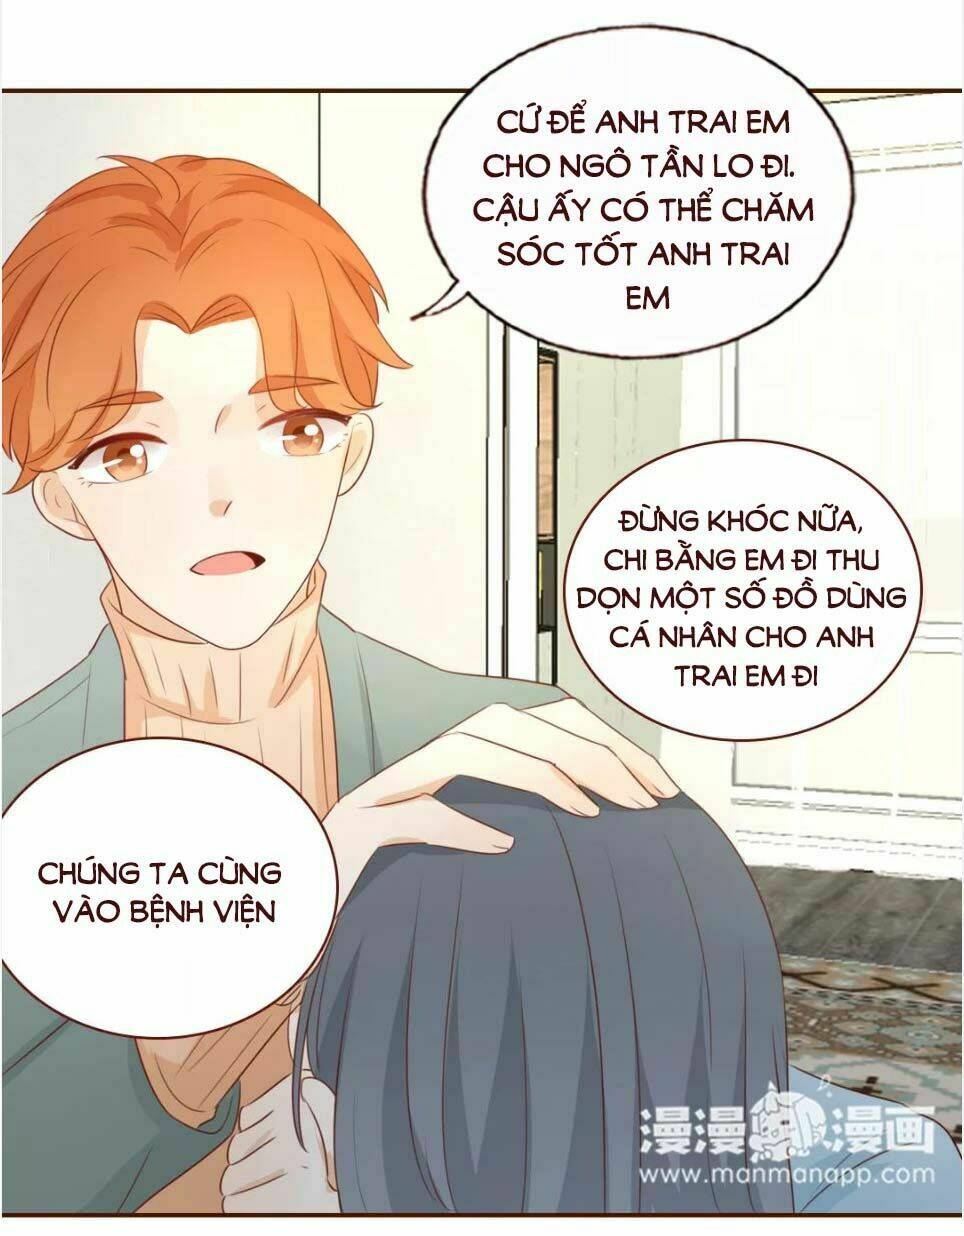 CỨ ĐỂ ANH TRAI EM
CHO NGÔ TẦN LO ĐI.
CẬU ẤY CÓ THỂ CHĂM
SÓC TỐT ANH TRAI
EM
ĐỪNG KHÓC NỮA,
CHI BẰNG EM ĐI THU
DỌN MỘT SỐ ĐỒ DÙNG
CÁ NHÂN CHO ANH
TRAI EM ĐI
CHÚNG TA CÙNG
VÀO BỆNH VIỆN
漫漫漫画
www.manmanapp.com